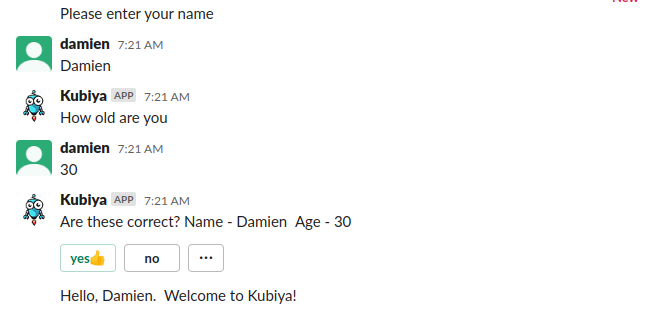 New
Please enter your name
damien 7:21 AM
Damien
Kubiya APP 7:21 AM
How old are you
damien 7:21 AM
30
Kubiya APP 7:21 AM
Are these correct? Name - Damien  Age - 30
yes👍 no ...
Hello, Damien.  Welcome to Kubiya!